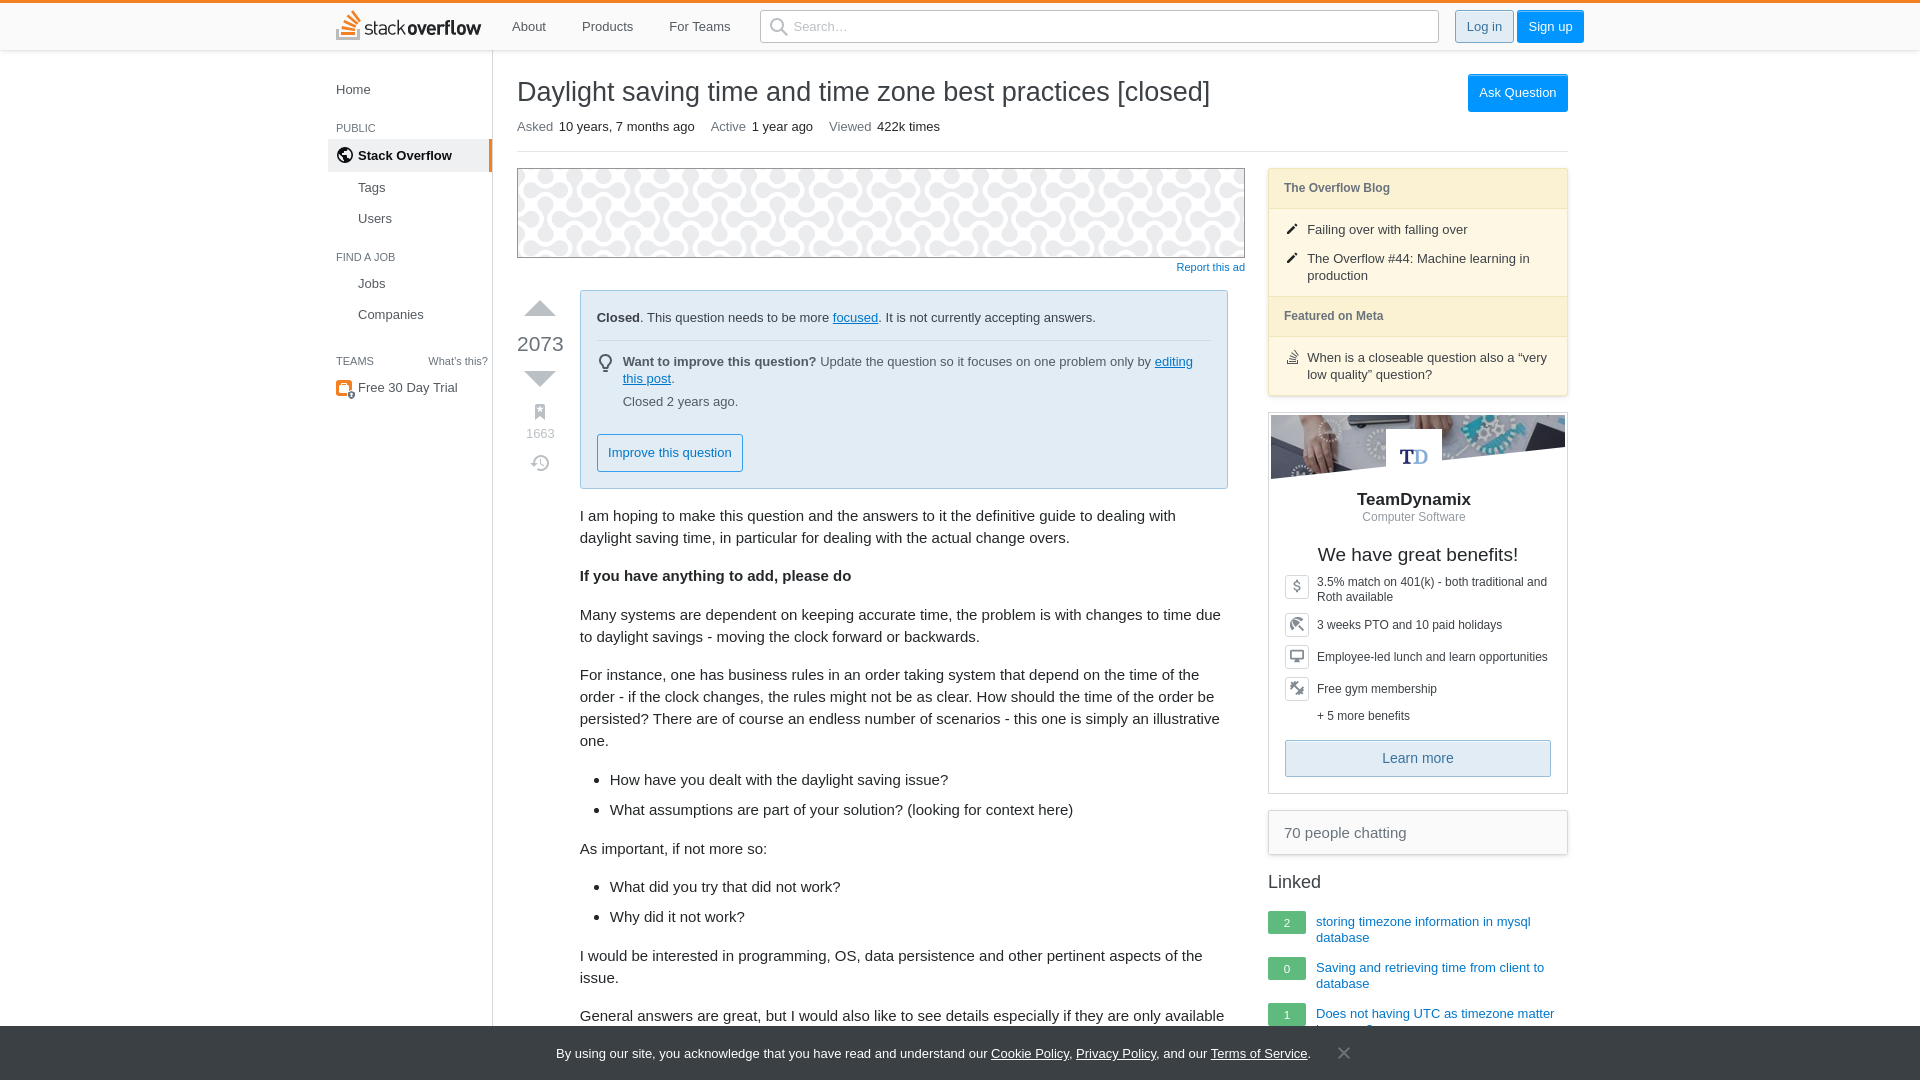 stackoverflow
About
Products
For Teams
Search…
Log in
Sign up
Home
PUBLIC
Stack Overflow
Tags
Users
FIND A JOB
Jobs
Companies
TEAMS
What's this?
Free 30 Day Trial
Daylight saving time and time zone best practices [closed]
Ask Question
Asked 10 years, 7 months ago
Active 1 year ago
Viewed 422k times
Report this ad
2073
1663
Closed. This question needs to be more focused. It is not currently accepting answers.
Want to improve this question? Update the question so it focuses on one problem only by editing
this post.
Closed 2 years ago.
Improve this question
I am hoping to make this question and the answers to it the definitive guide to dealing with
daylight saving time, in particular for dealing with the actual change overs.
If you have anything to add, please do
Many systems are dependent on keeping accurate time, the problem is with changes to time due
to daylight savings - moving the clock forward or backwards.
For instance, one has business rules in an order taking system that depend on the time of the
order - if the clock changes, the rules might not be as clear. How should the time of the order be
persisted? There are of course an endless number of scenarios - this one is simply an illustrative
one.
• How have you dealt with the daylight saving issue?
• What assumptions are part of your solution? (looking for context here)
As important, if not more so:
• What did you try that did not work?
• Why did it not work?
I would be interested in programming, OS, data persistence and other pertinent aspects of the
issue.
General answers are great, but I would also like to see details especially if they are only available
The Overflow Blog
Failing over with falling over
The Overflow #44: Machine learning in
production
Featured on Meta
When is a closeable question also a “very
low quality” question?
TD
TeamDynamix
Computer Software
We have great benefits!
3.5% match on 401(k) - both traditional and
Roth available
3 weeks PTO and 10 paid holidays
Employee-led lunch and learn opportunities
Free gym membership
+ 5 more benefits
Learn more
70 people chatting
Linked
2
storing timezone information in mysql
database
0
Saving and retrieving time from client to
database
1
Does not having UTC as timezone matter
By using our site, you acknowledge that you have read and understand our Cookie Policy, Privacy Policy, and our Terms of Service.